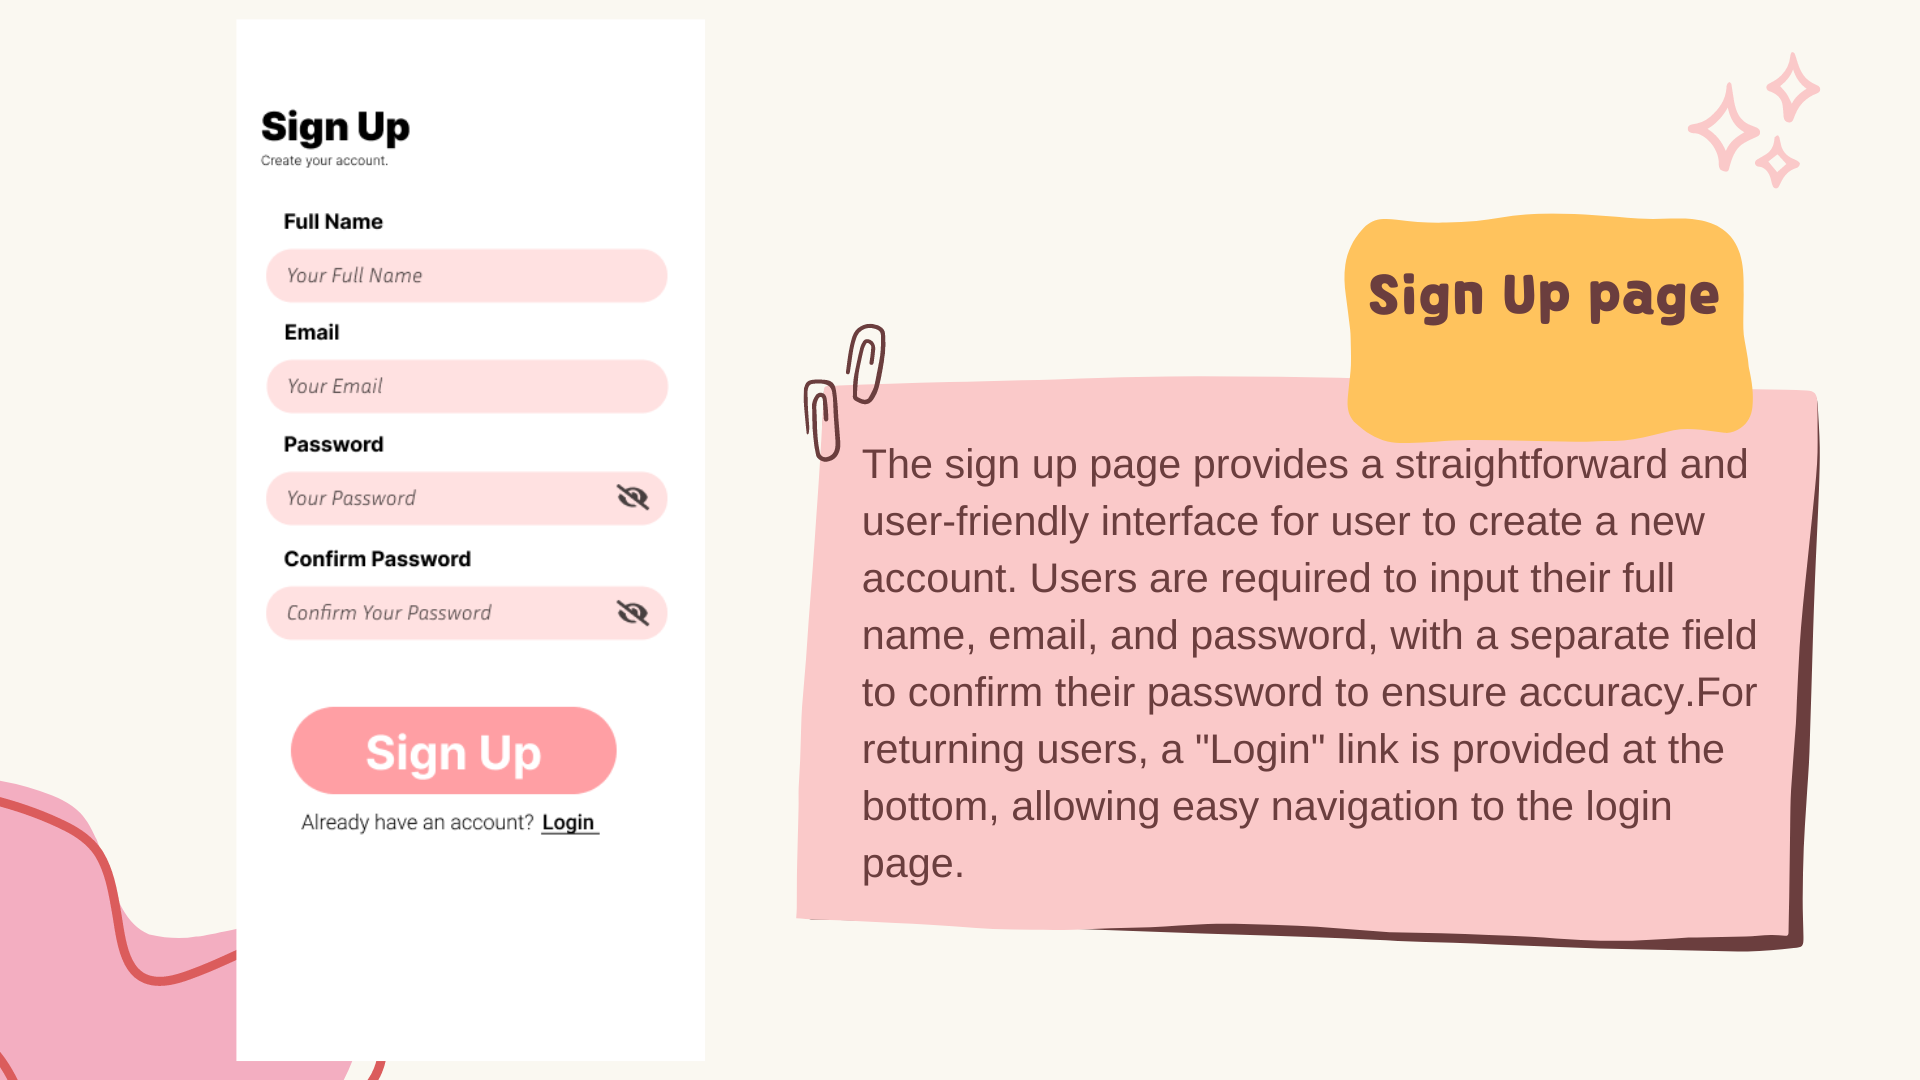 Sign Up
Create your account.
Full Name
Your Full Name
Email
Your Email
Password
Your Password
Confirm Password
Confirm Your Password
Sign Up
Already have an account? Login
Sign Up page
The sign up page provides a straightforward and
user-friendly interface for user to create a new
account. Users are required to input their full
name, email, and password, with a separate field
to confirm their password to ensure accuracy.For
returning users, a "Login" link is provided at the
bottom, allowing easy navigation to the login
page.